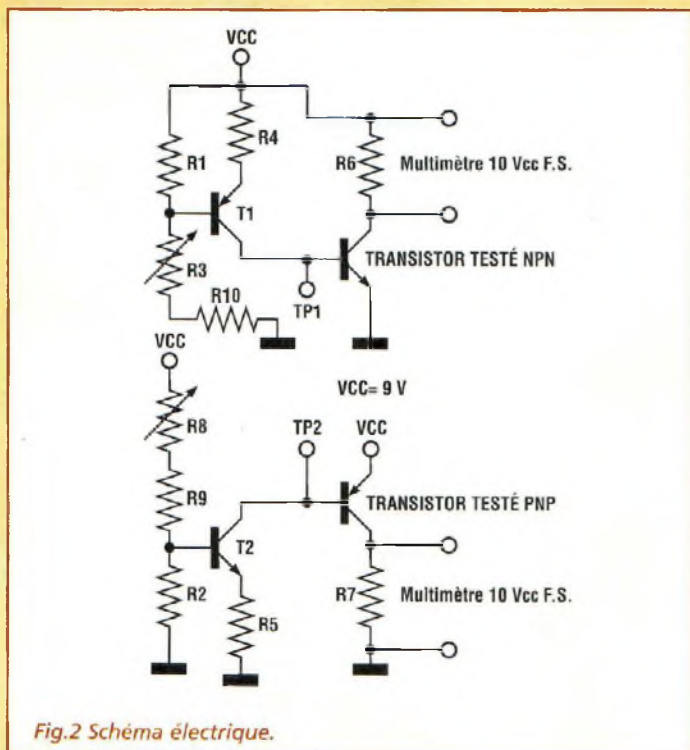 VCC
R4
R1
R6
Multimètre 10 Vcc F.S.
T1
TRANSISTOR TESTÉ NPN
R3
R10
TP1
VCC
VCC= 9 V
R8
TP2
VCC
R9
TRANSISTOR TESTÉ PNP
T2
R2
R7
Multimètre 10 Vcc F.S.
R5
Fig.2 Schéma électrique.